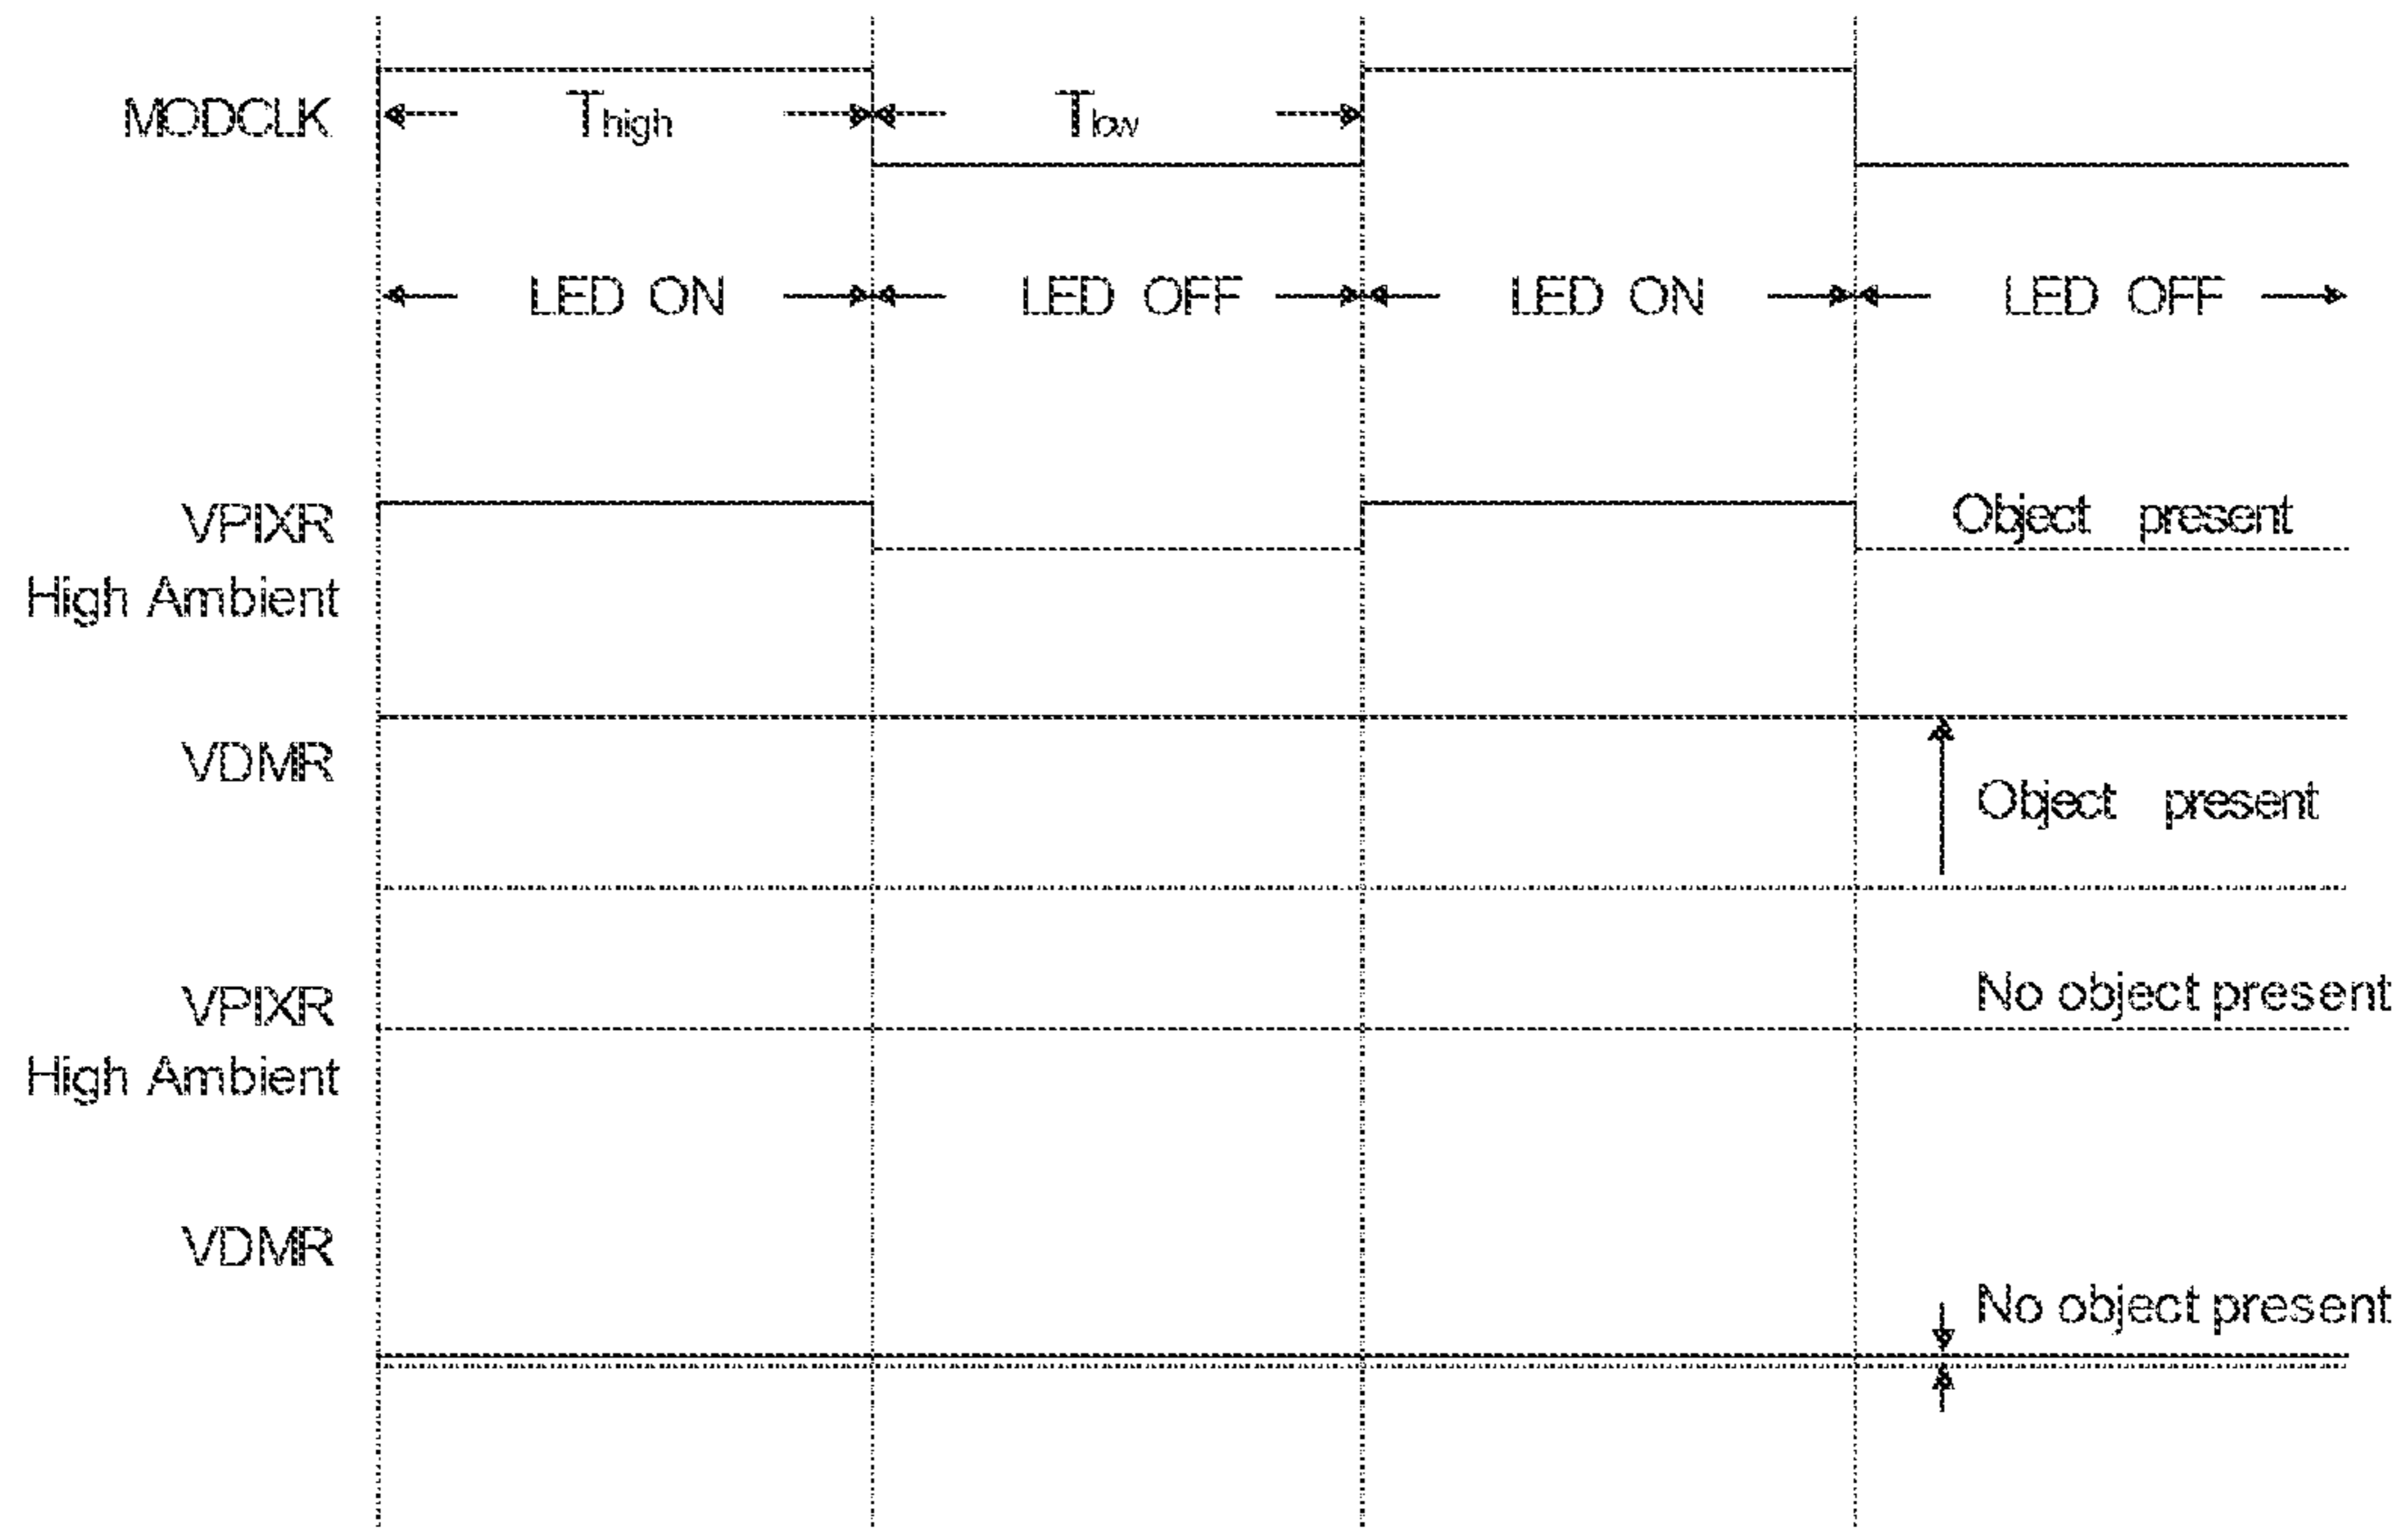 MODCLK Thigh Tlow
LED ON LED OFF LED ON LED OFF
VPIXR Object present
High Ambient
VDMR
Object present
VPIXR No object present
High Ambient
VDMR
No object present